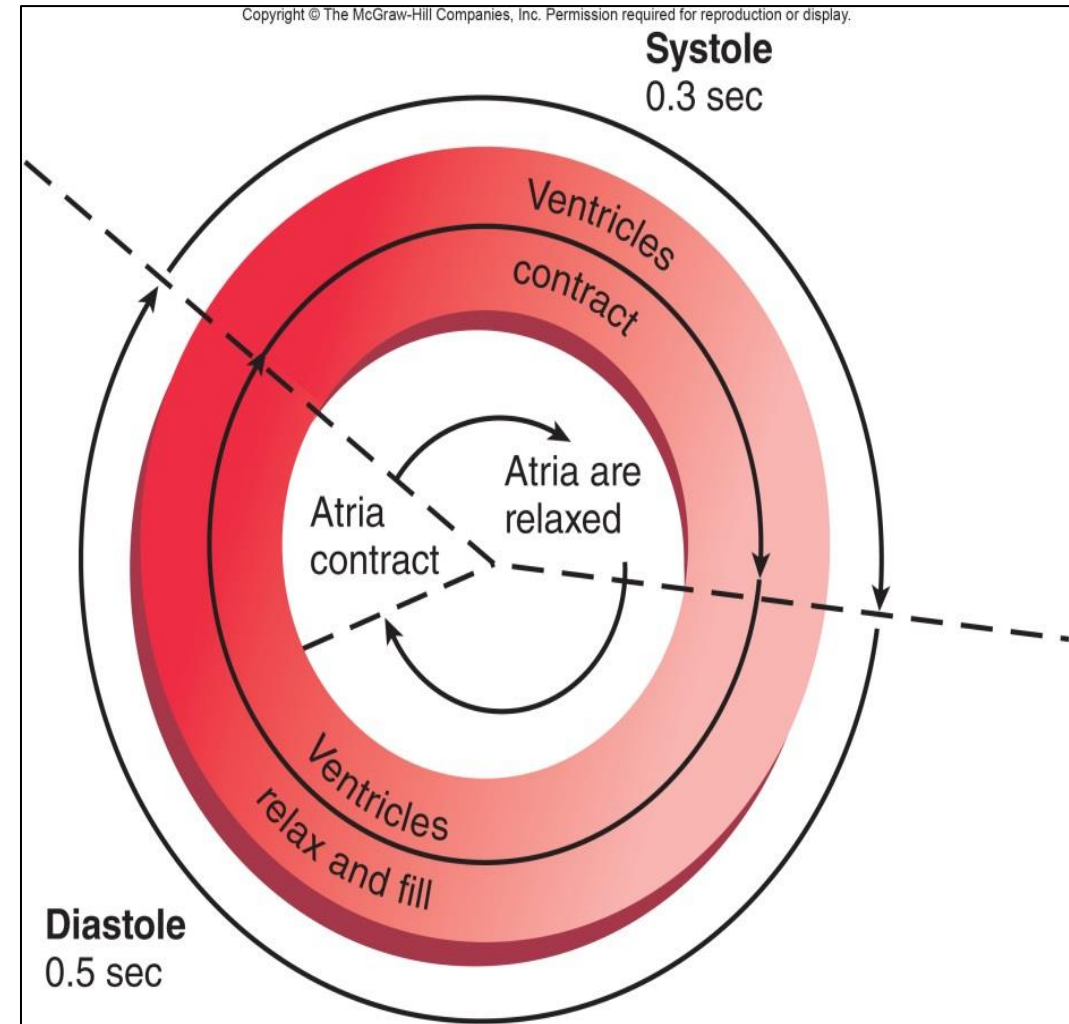 Copyright © The McGraw-Hill Companies, Inc. Permission required for reproduction or display.
Systole
0.3 sec
Ventricles
contract
Atria are
relaxed
Atria
contract
Ventricles
relax and fill
Diastole
0.5 sec